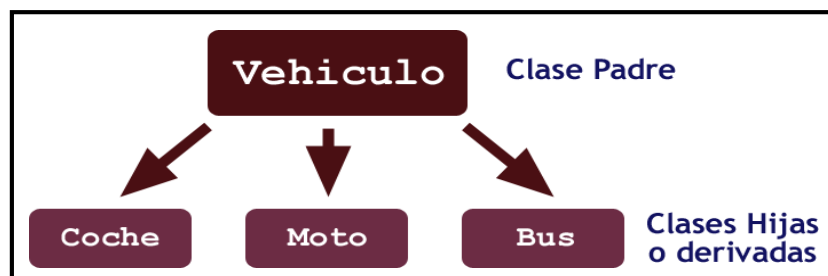 Vehiculo
Clase Padre
Coche
Moto
Bus
Clases Hijas
o derivadas